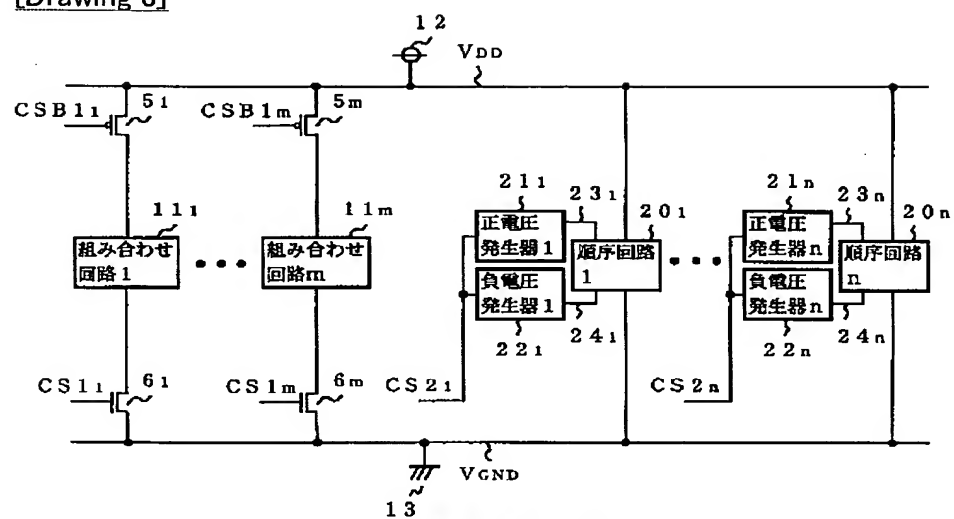 [Drawing 6]
12
VDD
CSB1₁
5₁
CSB1m
5m
11₁
11m
21₁
23₁
20₁
21n
23n
20n
組み合わせ
回路1
組み合わせ
回路m
正電圧
発生器1
負電圧
発生器1
順序回路
1
正電圧
発生器n
負電圧
発生器n
順序回路
n
22₁
24₁
22n
24n
CS1₁
6₁
CS1m
6m
CS2₁
CS2n
VGND
13